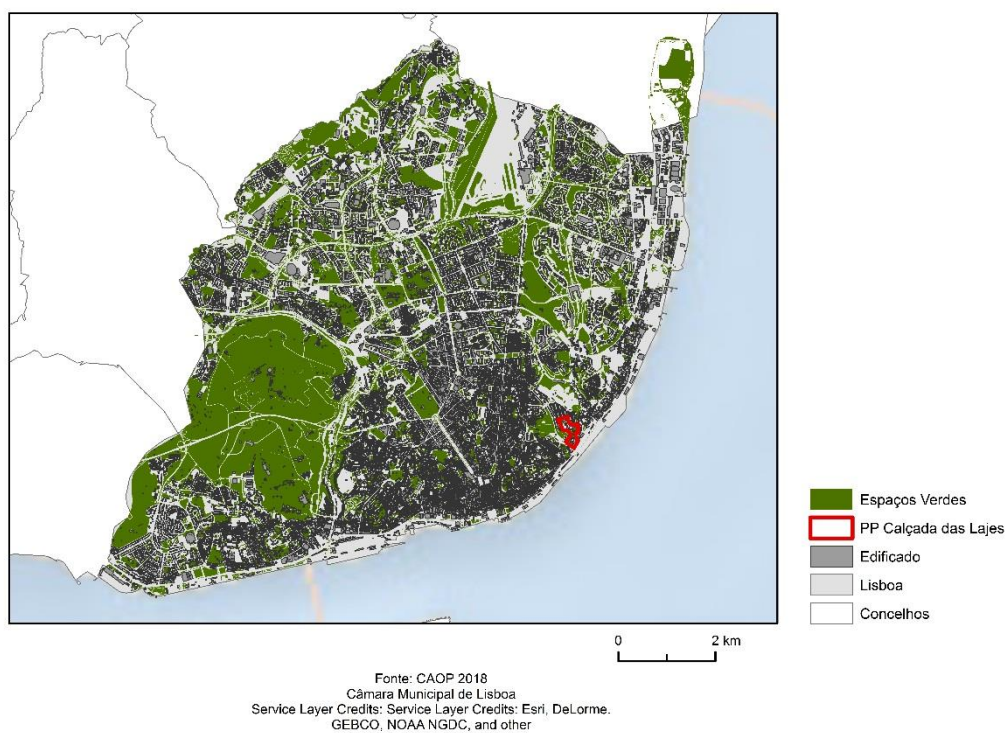 Espaços Verdes
PP Calçada das Lajes
Edificado
Lisboa
Concelhos
0 2 km
Fonte: CAOP 2018
Câmara Municipal de Lisboa
Service Layer Credits: Service Layer Credits: Esri, DeLorme.
GEBCO, NOAA NGDC, and other